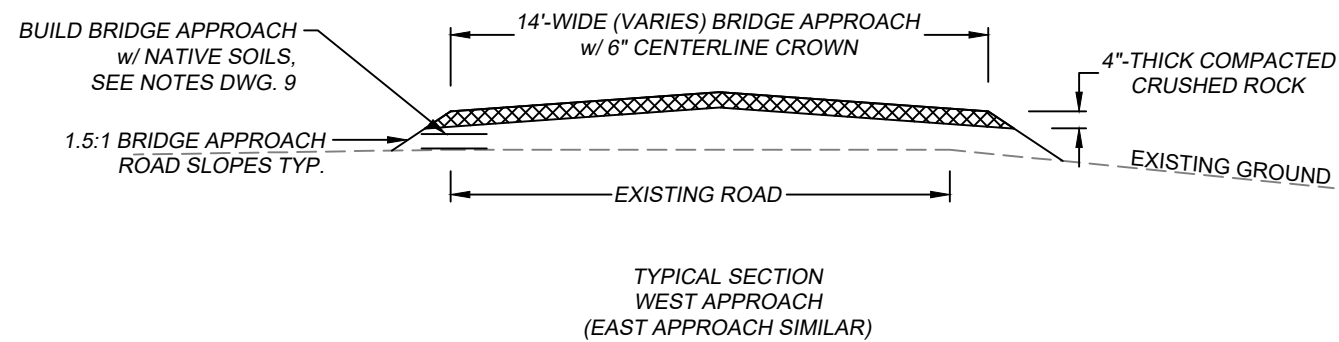 BUILD BRIDGE APPROACH
w/ NATIVE SOILS,
SEE NOTES DWG. 9
14'-WIDE (VARIES) BRIDGE APPROACH
w/ 6" CENTERLINE CROWN
4"-THICK COMPACTED
CRUSHED ROCK
1.5:1 BRIDGE APPROACH
ROAD SLOPES TYP.
EXISTING GROUND
EXISTING ROAD
TYPICAL SECTION
WEST APPROACH
(EAST APPROACH SIMILAR)